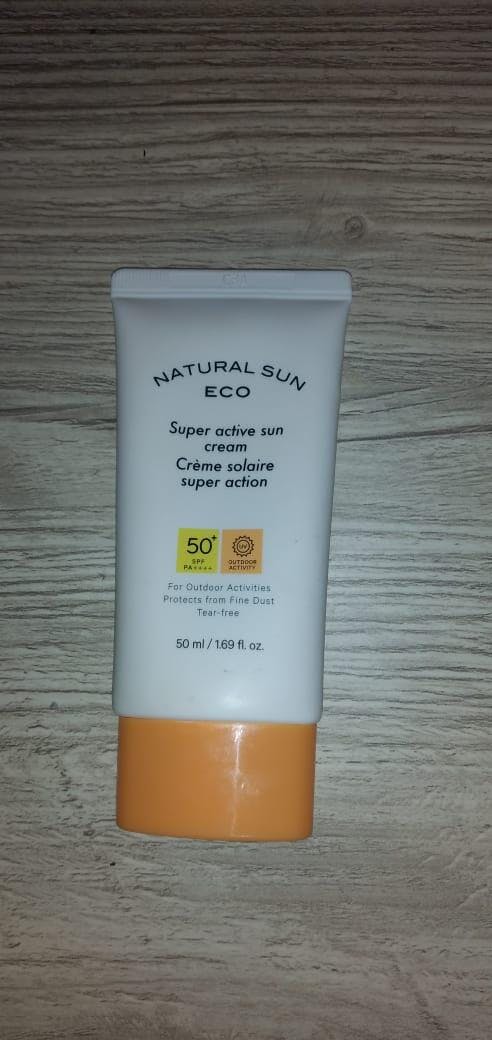 NATURAL SUN
ECO
Super active sun
cream
Crème solaire
super action
50+
SPF
PA++++
OUTDOOR
ACTIVITY
For Outdoor Activities
Protects from Fine Dust
Tear-free
50 ml / 1.69 fl. oz.